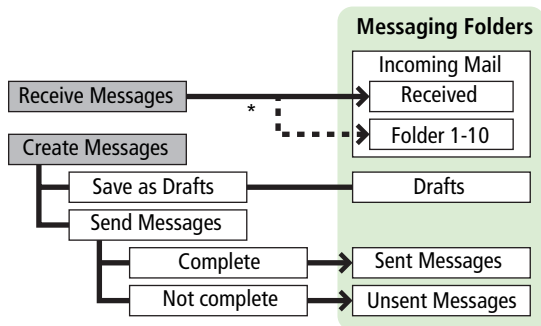 Messaging Folders
Incoming Mail
Receive Messages
Received
*
Folder 1-10
Create Messages
Save as Drafts
Drafts
Send Messages
Complete
Sent Messages
Not complete
Unsent Messages